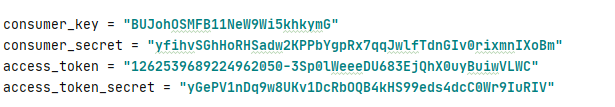 consumer_key = "BUJohOSMFB11NeW9Wi5khkymG"
consumer_secret = "yfihvSGhHoRHSadw2KPPbYgpRx7qqJwlfTdnGIv0rixmnIXoBm"
access_token = "1262539689224962050-3Sp0lWeeeDU683EjQhX0uyBuiwVLWC"
access_token_secret = "yGePV1nDq9w8UKv1DcRbOQB4kHS99eds4dcC0Wr9IuRIV"